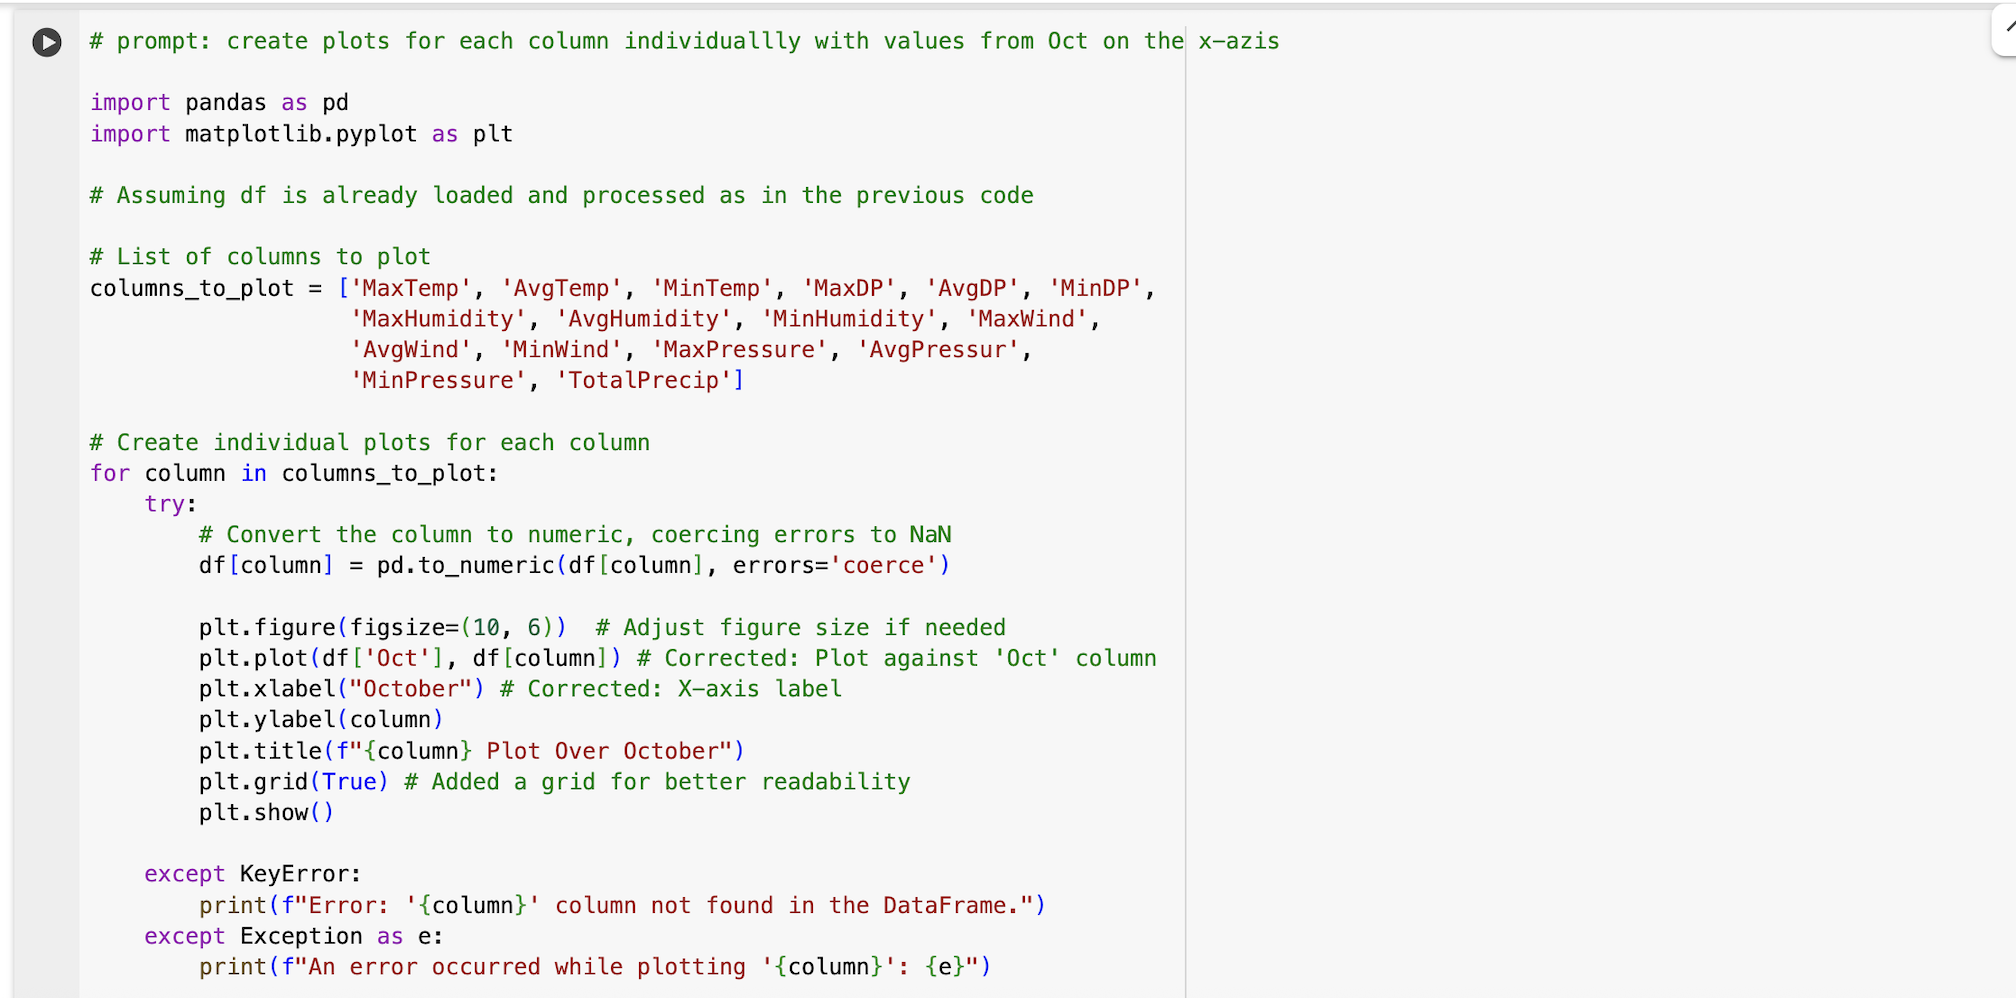 # prompt: create plots for each column individuallly with values from Oct on the x-azis

import pandas as pd
import matplotlib.pyplot as plt

# Assuming df is already loaded and processed as in the previous code

# List of columns to plot
columns_to_plot = ['MaxTemp', 'AvgTemp', 'MinTemp', 'MaxDP', 'AvgDP', 'MinDP',
                   'MaxHumidity', 'AvgHumidity', 'MinHumidity', 'MaxWind',
                   'AvgWind', 'MinWind', 'MaxPressure', 'AvgPressur',
                   'MinPressure', 'TotalPrecip']

# Create individual plots for each column
for column in columns_to_plot:
    try:
        # Convert the column to numeric, coercing errors to NaN
        df[column] = pd.to_numeric(df[column], errors='coerce')

        plt.figure(figsize=(10, 6))  # Adjust figure size if needed
        plt.plot(df['Oct'], df[column]) # Corrected: Plot against 'Oct' column
        plt.xlabel("October") # Corrected: X-axis label
        plt.ylabel(column)
        plt.title(f"{column} Plot Over October")
        plt.grid(True) # Added a grid for better readability
        plt.show()

    except KeyError:
        print(f"Error: '{column}' column not found in the DataFrame.")
    except Exception as e:
        print(f"An error occurred while plotting '{column}': {e}")